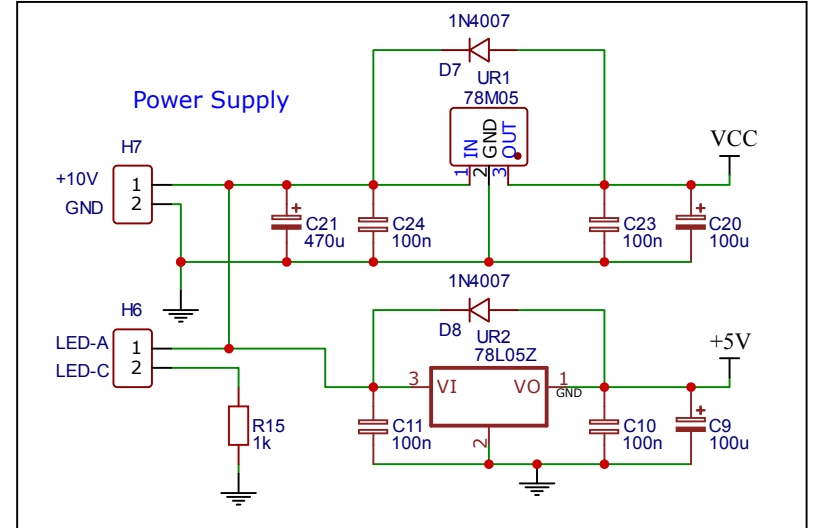 Power Supply
1N4007
D7
UR1
78M05
IN
GND
OUT
1
2
3
VCC
H7
+10V
GND
1
2
C21
470u
C24
100n
C23
100n
C20
100u
H6
LED-A
LED-C
1
2
R15
1k
1N4007
D8
UR2
78L05Z
3
VI
VO
1
GND
2
+5V
C11
100n
C10
100n
C9
100u
+
+
+